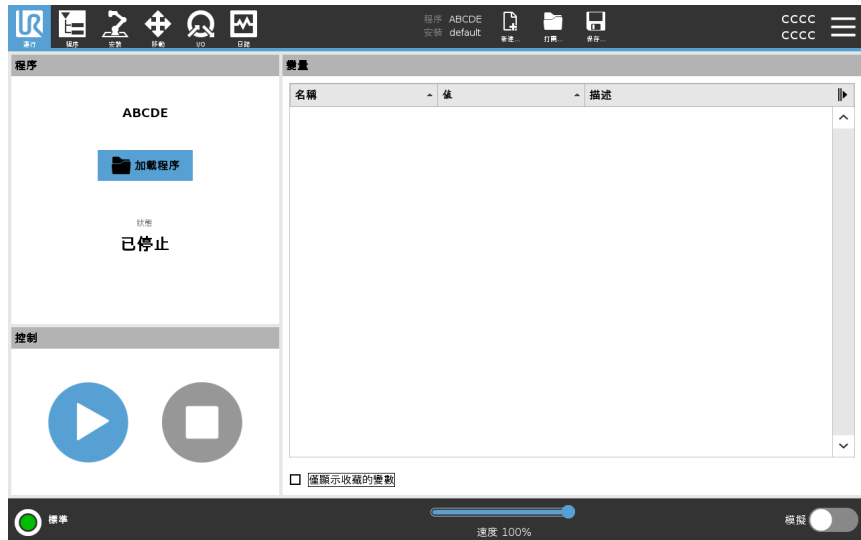 UR
运行
程序
安裝
移動
I/O
日誌
程序 ABCDE
安裝 default
新建...
打開...
保存...
CCCC
CCCC
程序
變量
ABCDE
加載程序
狀態
已停止
名稱
值
描述
控制
僅顯示收藏的變數
標準
速度 100%
模擬